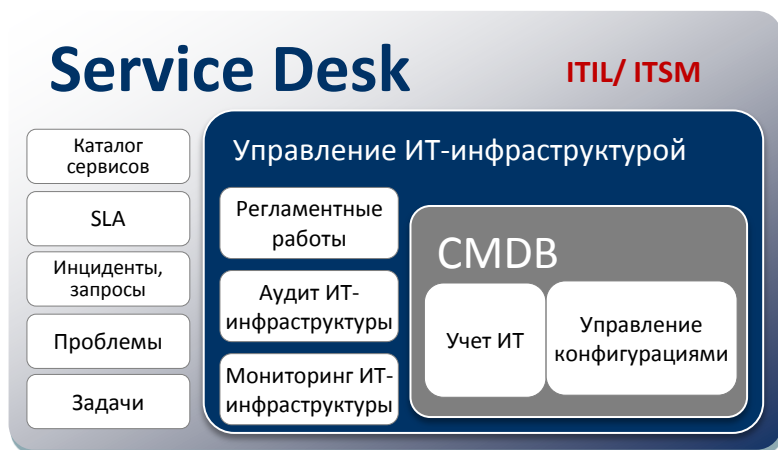 Service Desk
ITIL/ ITSM
Каталог
сервисов
SLA
Инциденты,
запросы
Проблемы
Задачи
Управление ИТ-инфраструктурой
Регламентные
работы
Аудит ИТ-
инфраструктуры
Мониторинг ИТ-
инфраструктуры
CMDB
Учет ИТ
Управление
конфигурациями